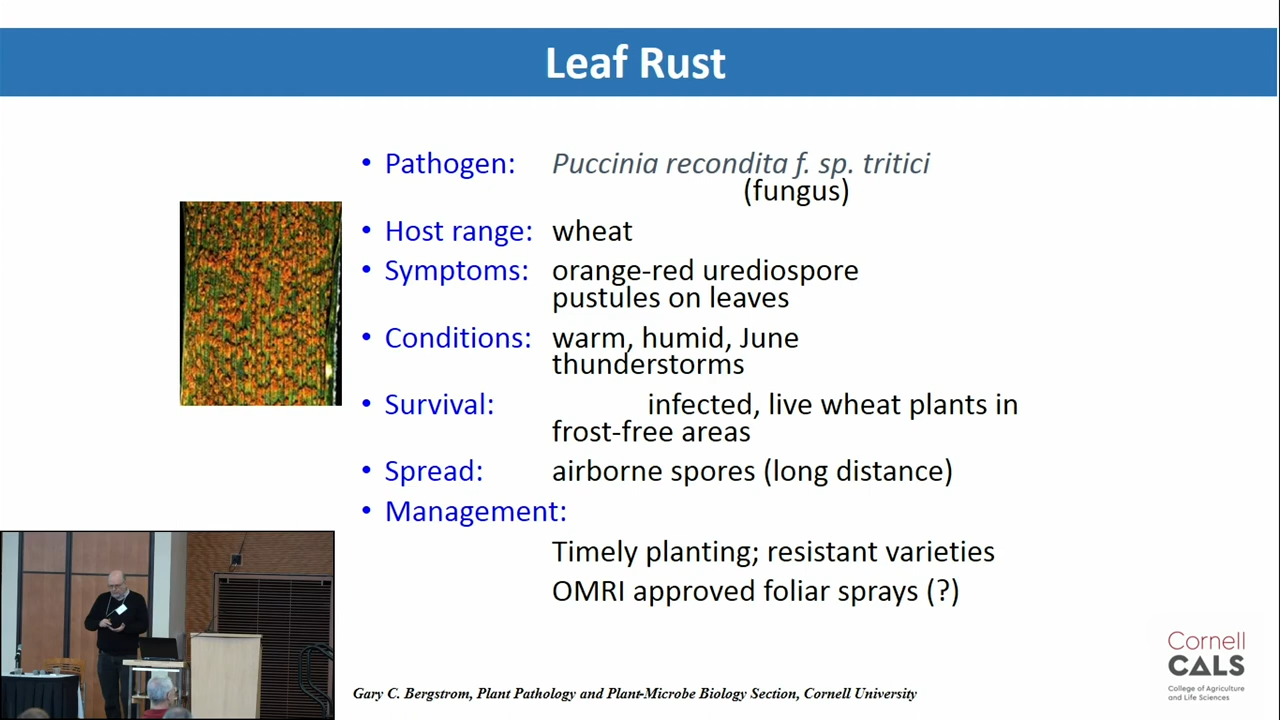 Leaf Rust
• Pathogen: Puccinia recondita f. sp. tritici
(fungus)
• Host range: wheat
• Symptoms: orange-red urediospore
pustules on leaves
• Conditions: warm, humid, June
thunderstorms
• Survival: infected, live wheat plants in
frost-free areas
• Spread: airborne spores (long distance)
• Management:
Timely planting; resistant varieties
OMRI approved foliar sprays (?)
Gary C. Bergstrom, Plant Pathology and Plant-Microbe Biology Section, Cornell University
Cornell
CALS
College of Agriculture
and Life Sciences